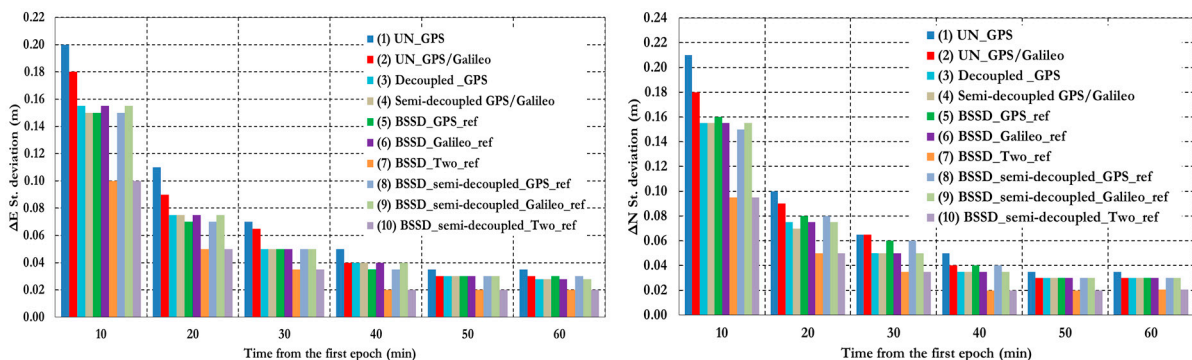 0.22
0.20
0.18
0.16
0.14
0.12
0.10
0.08
0.06
0.04
0.02
0.00
ΔE St. deviation (m)
(1) UN_GPS
(2) UN_GPS/Galileo
(3) Decoupled _GPS
(4) Semi-decoupled GPS/Galileo
(5) BSSD_GPS_ref
(6) BSSD_Galileo_ref
(7) BSSD_Two_ref
(8) BSSD_semi-decoupled_GPS_ref
(9) BSSD_semi-decoupled_Galileo_ref
(10) BSSD_semi-decoupled_Two_ref
10 20 30 40 50 60
Time from the first epoch (min)
0.24
0.22
0.20
0.18
0.16
0.14
0.12
0.10
0.08
0.06
0.04
0.02
0.00
ΔN St. deviation (m)
(1) UN_GPS
(2) UN_GPS/Galileo
(3) Decoupled _GPS
(4) Semi-decoupled GPS/Galileo
(5) BSSD_GPS_ref
(6) BSSD_Galileo_ref
(7) BSSD_Two_ref
(8) BSSD_semi-decoupled_GPS_ref
(9) BSSD_semi-decoupled_Galileo_ref
(10) BSSD_semi-decoupled_Two_ref
10 20 30 40 50 60
Time from the first epoch (min)